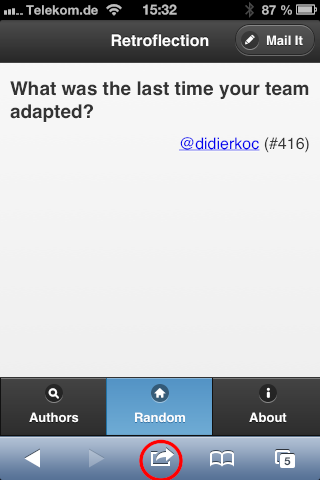 Telekom.de 15:32 87 %
Retroflection Mail It
What was the last time your team
adapted?
@didierkoc (#416)
Authors Random About
5